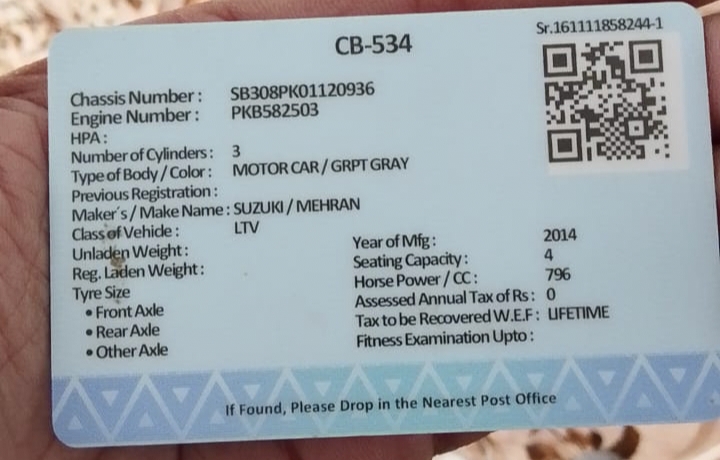 Sr.161111858244-1
CB-534
Chassis Number : SB308PK01120936
Engine Number : PKB582503
HPA :
Number of Cylinders : 3
Type of Body / Color : MOTOR CAR / GRPT GRAY
Previous Registration :
Maker's / Make Name : SUZUKI / MEHRAN
Class of Vehicle : LTV
Unladen Weight :
Reg. Laden Weight :
Tyre Size
• Front Axle
• Rear Axle
• Other Axle
Year of Mfg : 2014
Seating Capacity : 4
Horse Power / CC : 796
Assessed Annual Tax of Rs : 0
Tax to be Recovered W.E.F : LIFETIME
Fitness Examination Upto :
If Found, Please Drop in the Nearest Post Office